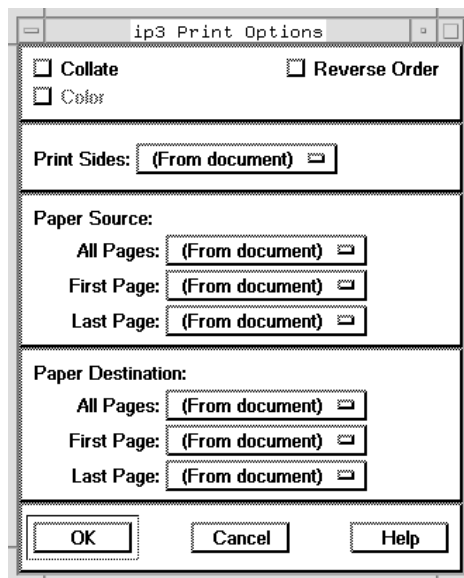 ip3 Print Options
Collate Reverse Order
Color
Print Sides: (From document)
Paper Source:
All Pages: (From document)
First Page: (From document)
Last Page: (From document)
Paper Destination:
All Pages: (From document)
First Page: (From document)
Last Page: (From document)
OK Cancel Help